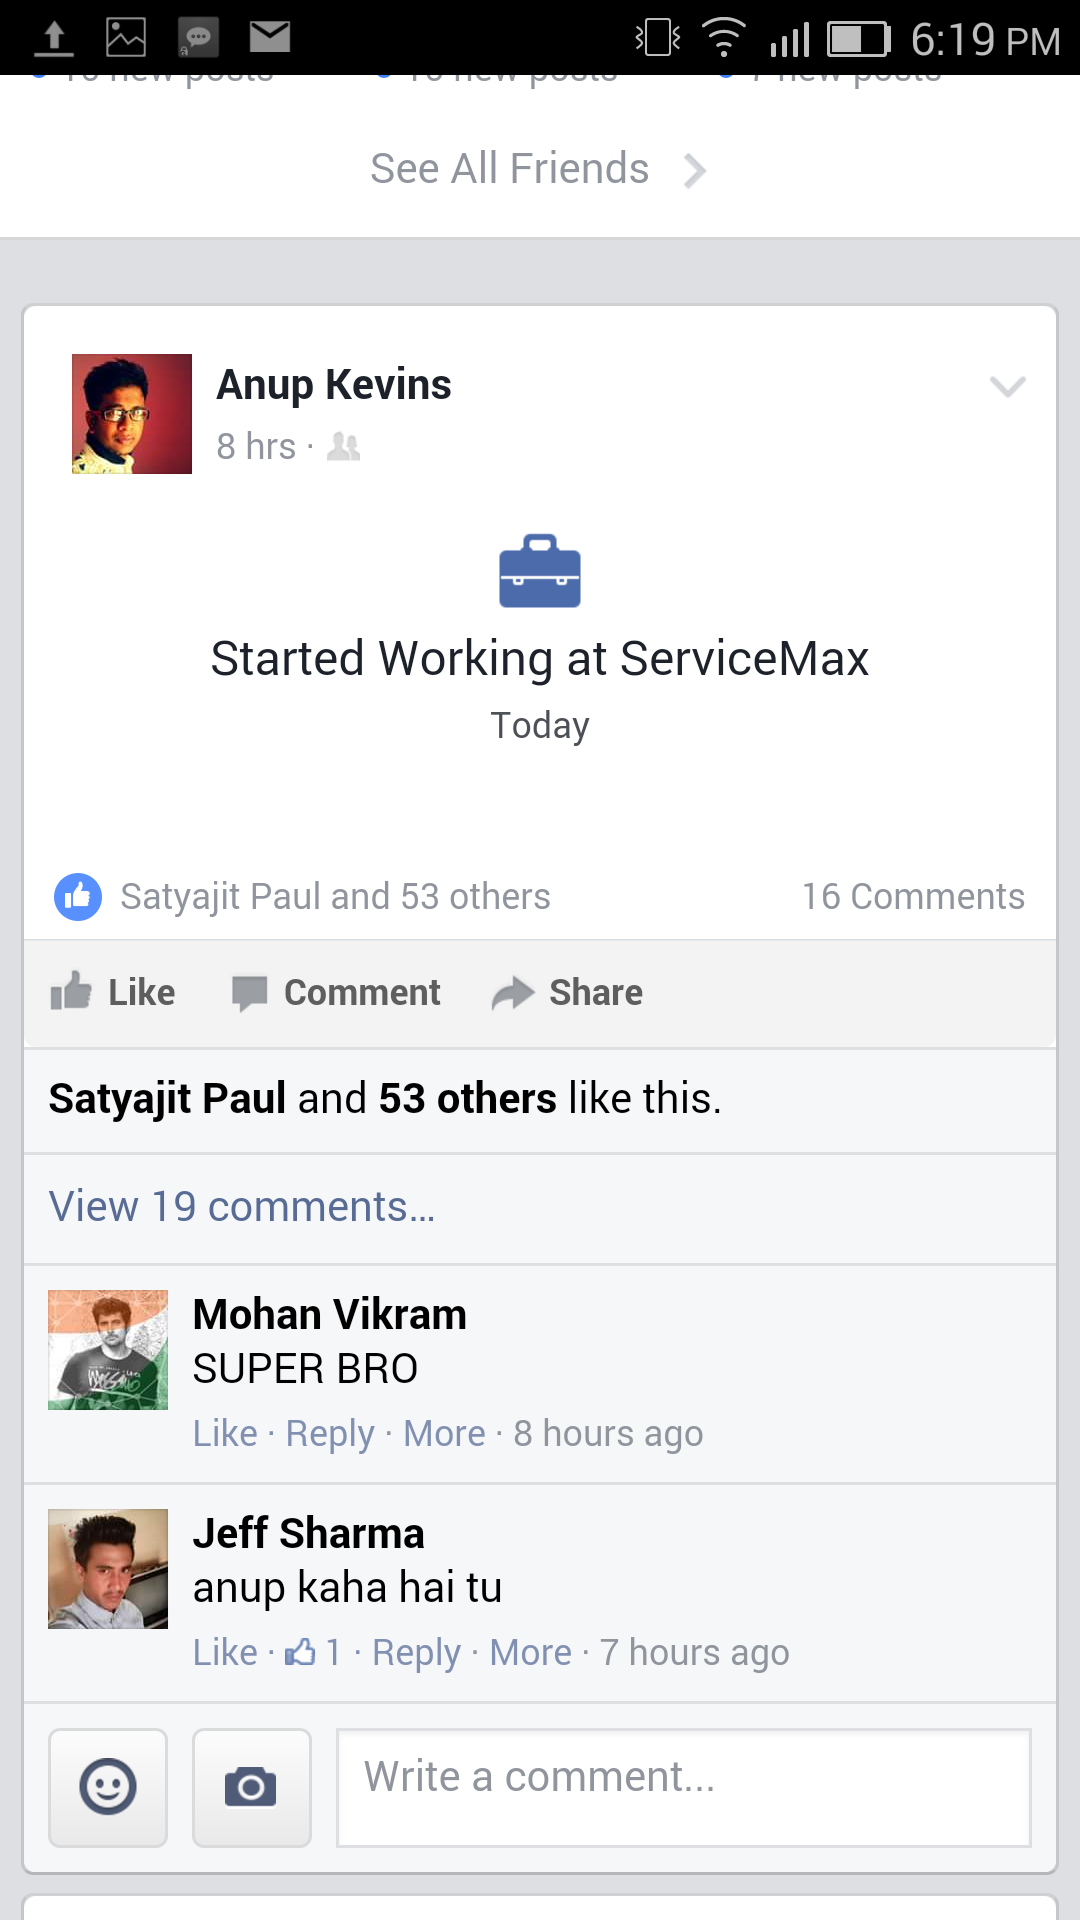 6:19 PM
See All Friends
Anup Kevins
8 hrs ·
Started Working at ServiceMax
Today
Satyajit Paul and 53 others 16 Comments
Like Comment Share
Satyajit Paul and 53 others like this.
View 19 comments...
Mohan Vikram
SUPER BRO
Like · Reply · More · 8 hours ago
Jeff Sharma
anup kaha hai tu
Like · 1 · Reply · More · 7 hours ago
Write a comment...